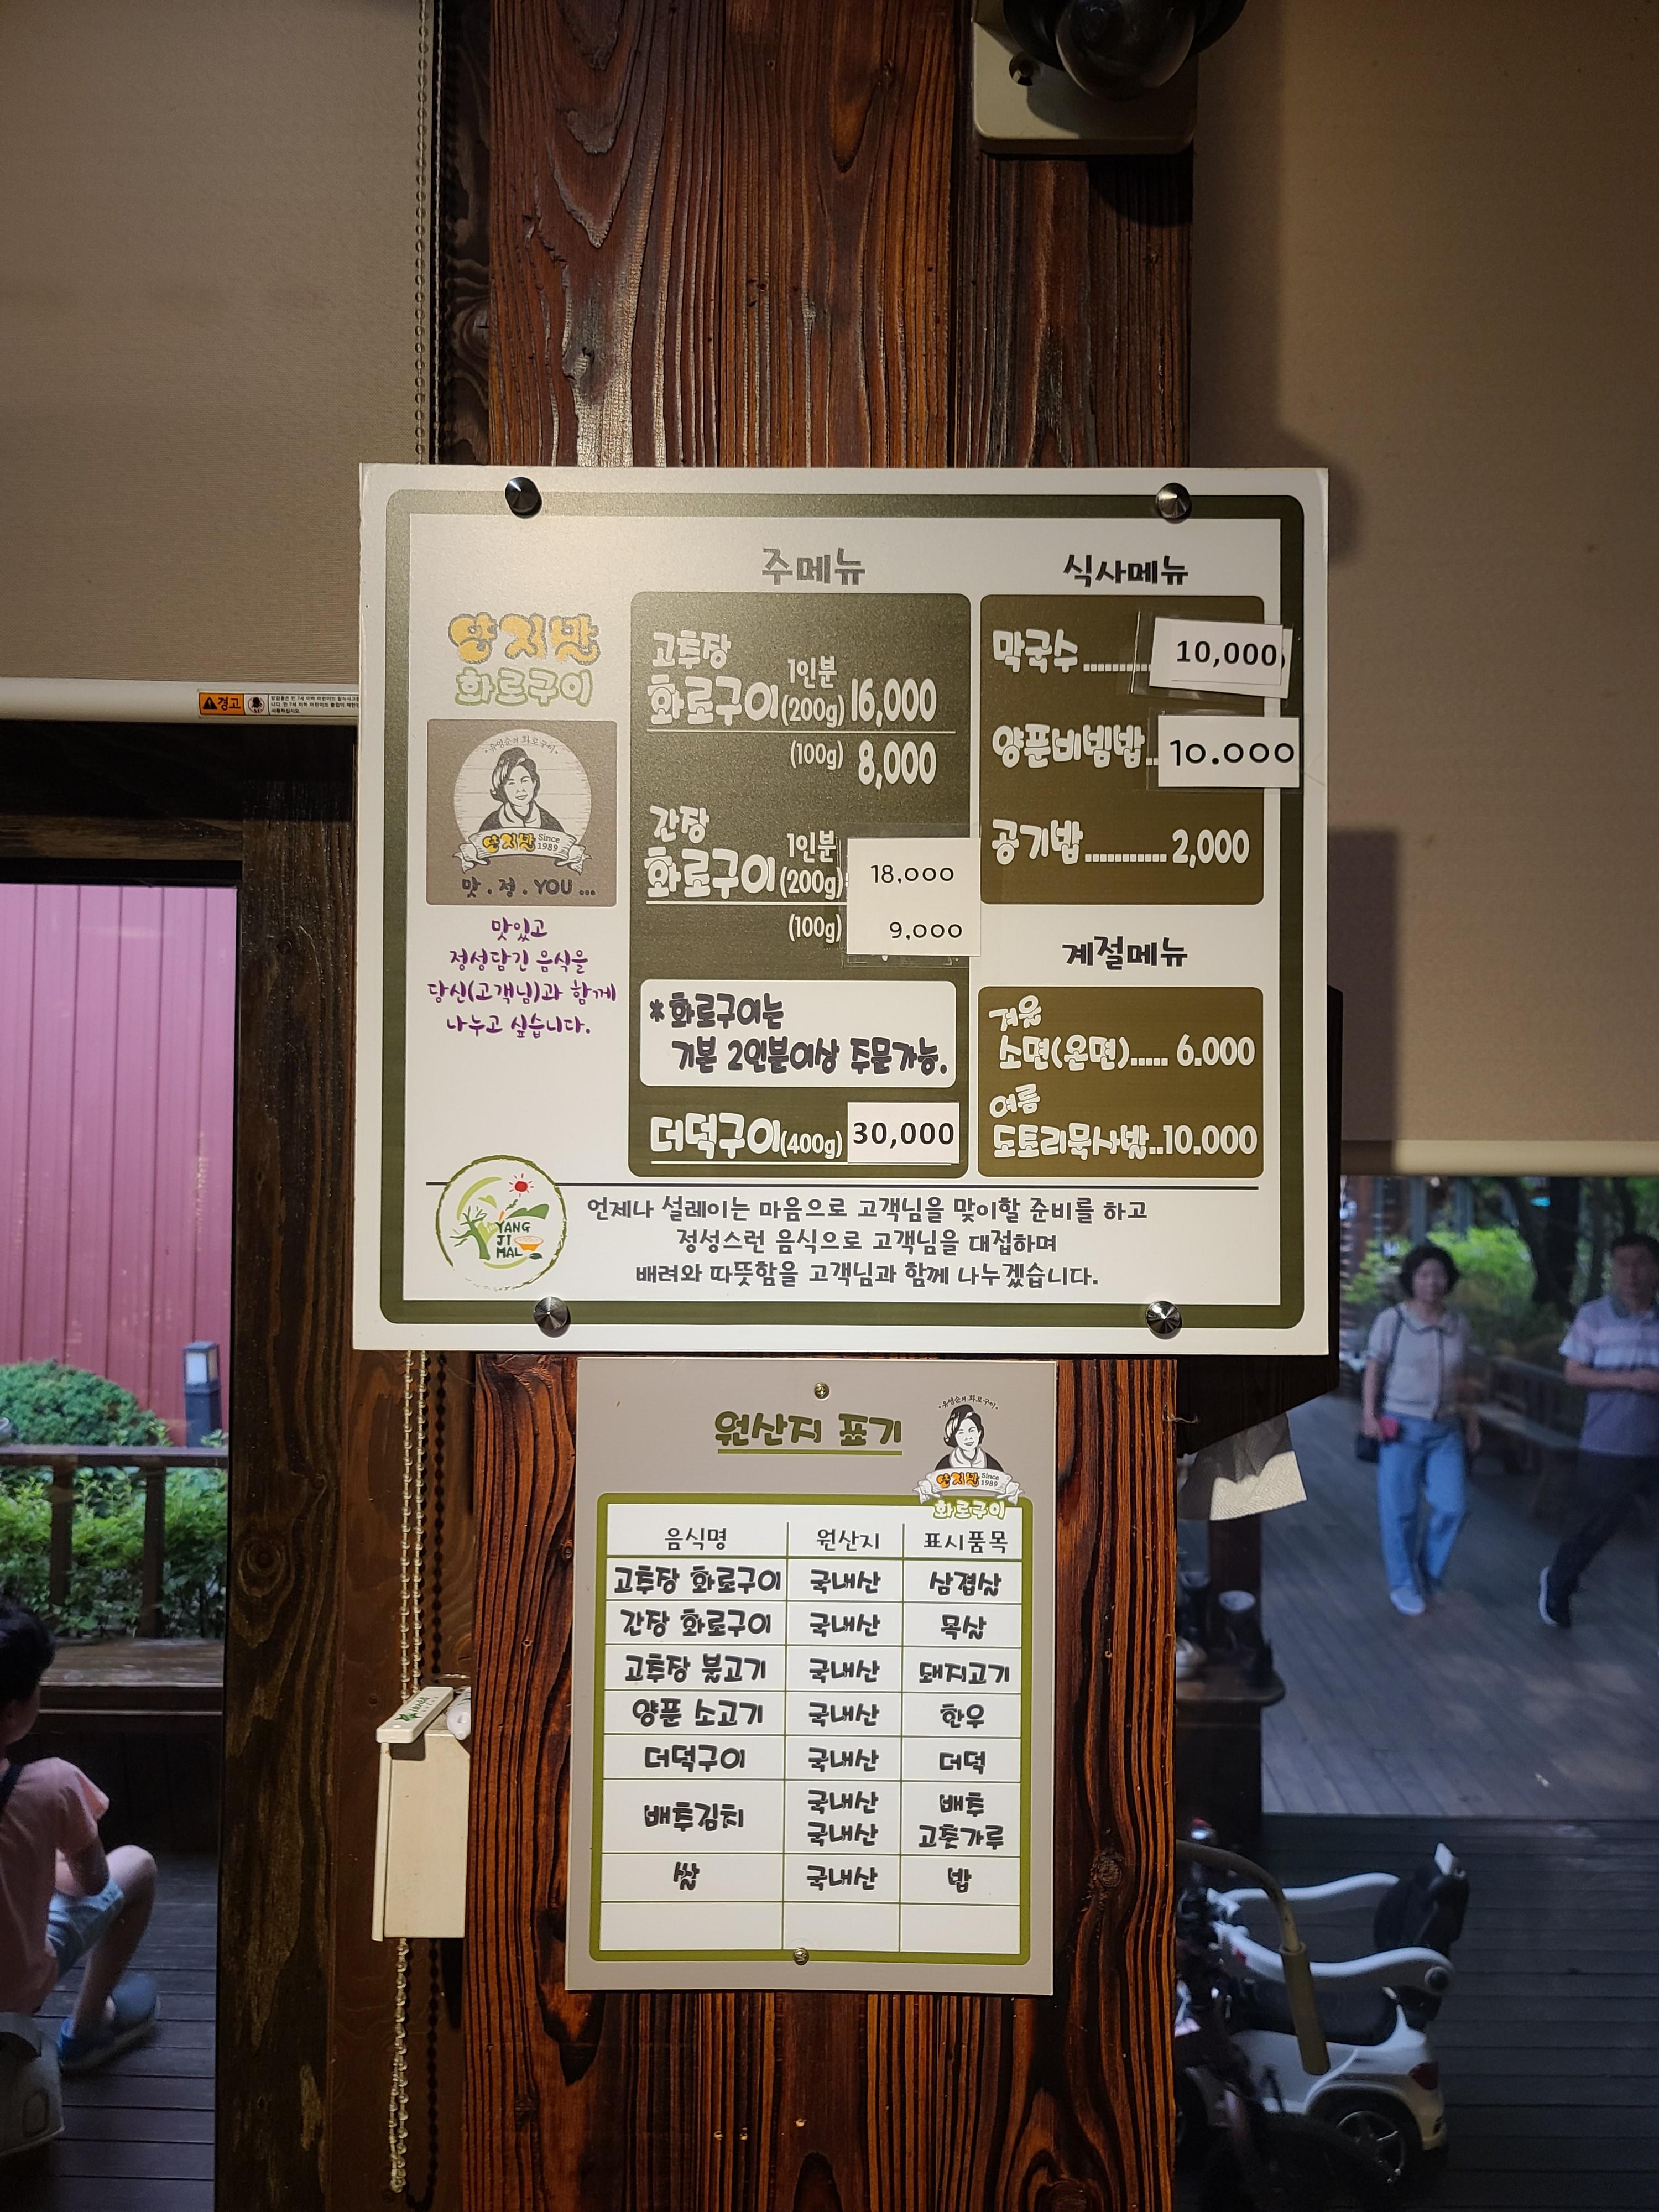 경고
주메뉴
식사메뉴
양지말
화로구이
유영순의 화로구이
양지말 Since 1989
맛.정.YOU...
맛있고
정성담긴 음식을
당신(고객님)과 함께
나누고 싶습니다.
고추장
화로구이 1인분 (200g) 16,000
(100g) 8,000
간장
화로구이 1인분 (200g) 18,000
(100g) 9,000
*화로구이는
기본 2인분이상 주문가능.
더덕구이(400g) 30,000
막국수.......... 10,000
양푼비빔밥.. 10.000
공기밥........... 2,000
계절메뉴
겨울
소면(온면)..... 6.000
여름
도토리묵사발..10.000
YANG
JI
MAL
언제나 설레이는 마음으로 고객님을 맞이할 준비를 하고
정성스런 음식으로 고객님을 대접하며
배려와 따뜻함을 고객님과 함께 나누겠습니다.
원산지 표기
유영순의 화로구이
양지말 Since 1989
화로구이
음식명 원산지 표시품목
고추장 화로구이 국내산 삼겹살
간장 화로구이 국내산 목살
고추장 불고기 국내산 돼지고기
양푼 소고기 국내산 한우
더덕구이 국내산 더덕
배추김치 국내산 배추
국내산 고춧가루
쌀 국내산 밥